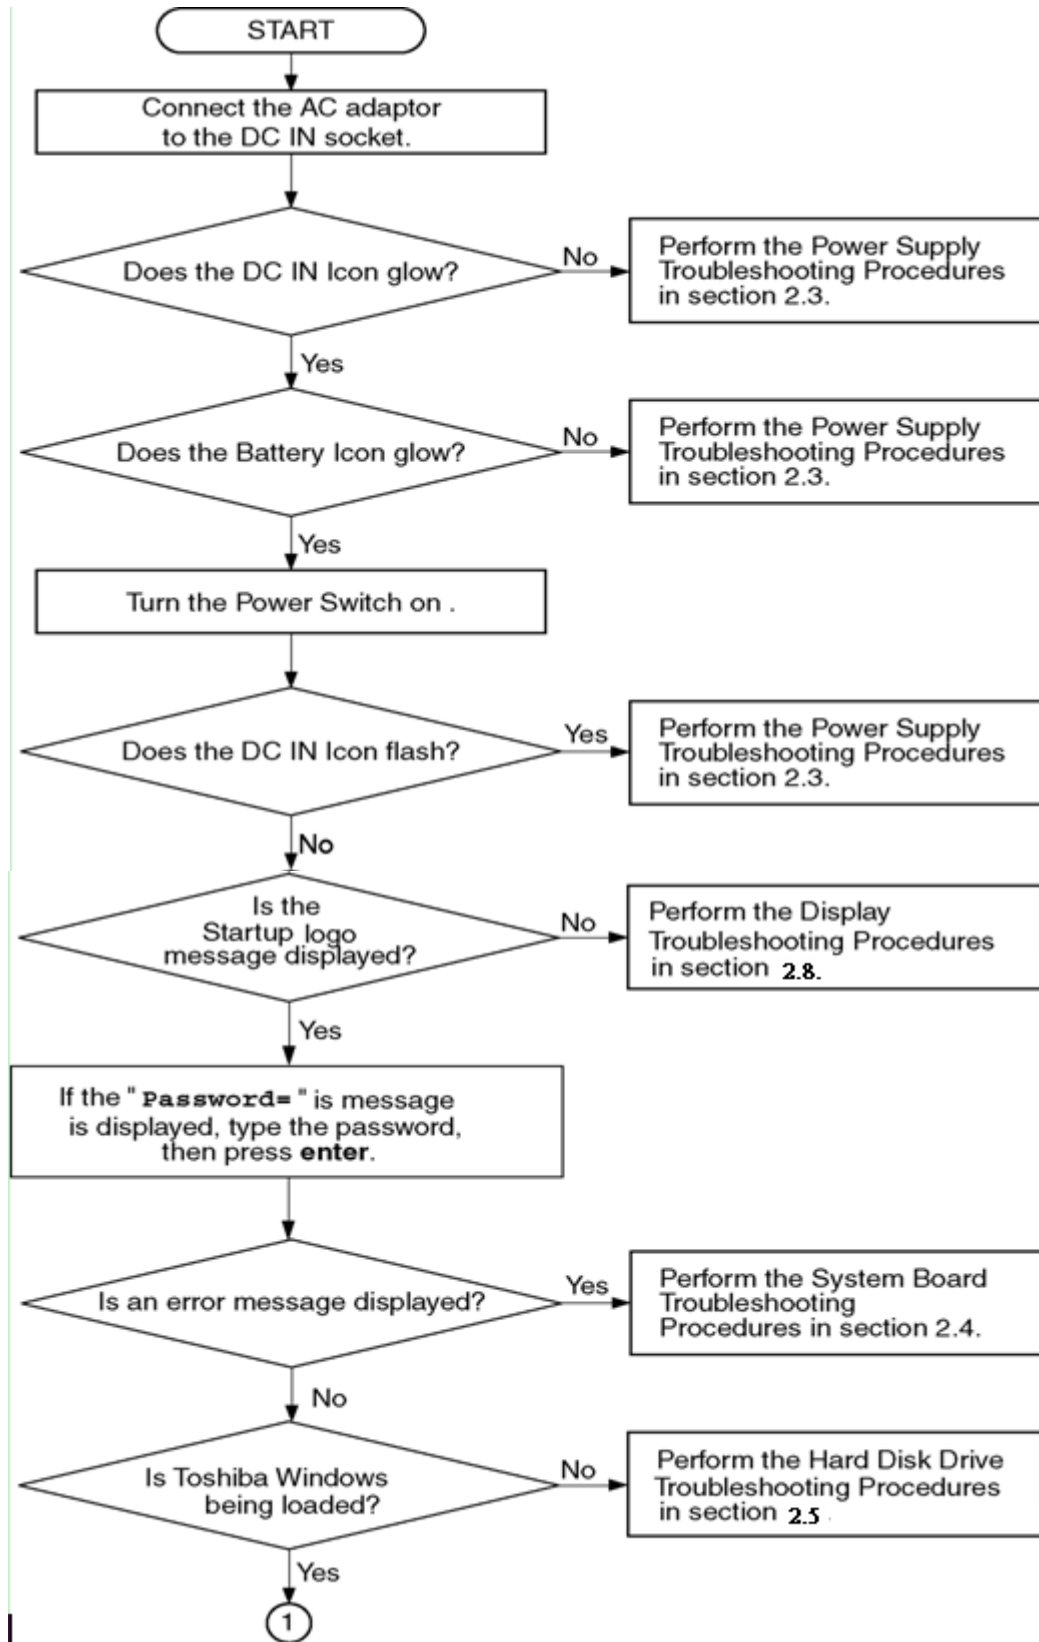 START
Connect the AC adaptor
to the DC IN socket.
Does the DC IN Icon glow?
No
Perform the Power Supply
Troubleshooting Procedures
in section 2.3.
Yes
Does the Battery Icon glow?
No
Perform the Power Supply
Troubleshooting Procedures
in section 2.3.
Yes
Turn the Power Switch on .
Does the DC IN Icon flash?
Yes
Perform the Power Supply
Troubleshooting Procedures
in section 2.3.
No
Is the
Startup logo
message displayed?
No
Perform the Display
Troubleshooting Procedures
in section 2.8.
Yes
If the " Password= " is message
is displayed, type the password,
then press enter.
Is an error message displayed?
Yes
Perform the System Board
Troubleshooting
Procedures in section 2.4.
No
Is Toshiba Windows
being loaded?
No
Perform the Hard Disk Drive
Troubleshooting Procedures
in section 2.5 .
Yes
1